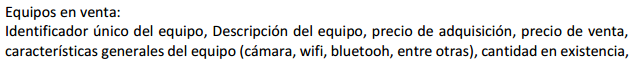 Equipos en venta:
Identificador único del equipo, Descripción del equipo, precio de adquisición, precio de venta,
características generales del equipo (cámara, wifi, bluetooh, entre otras), cantidad en existencia,